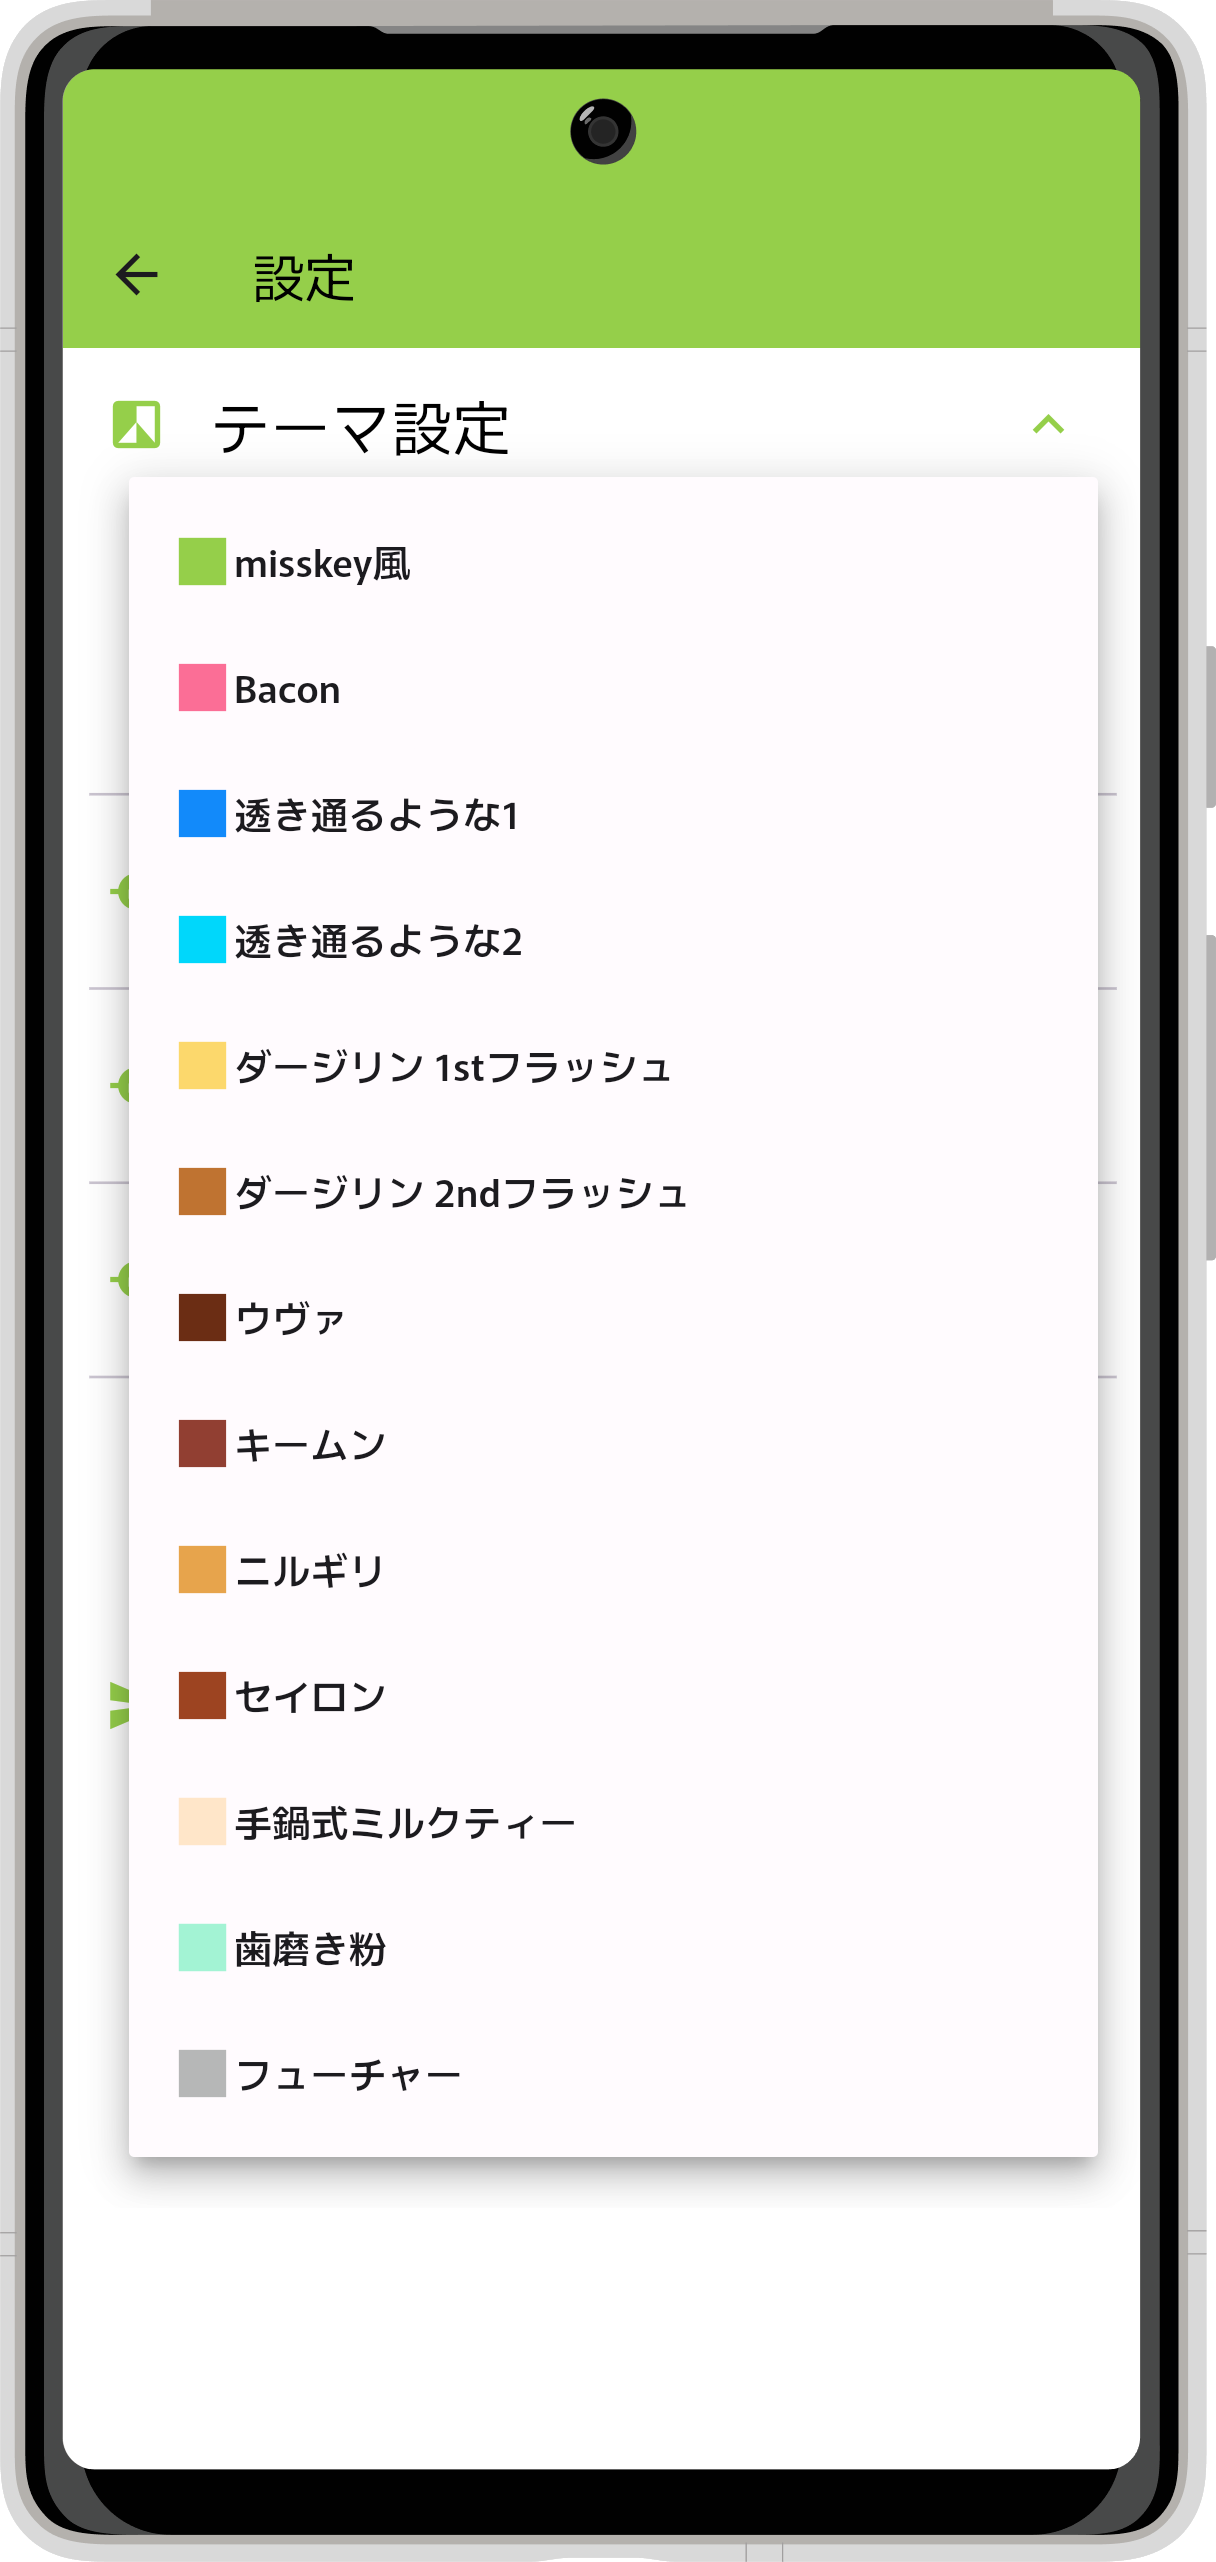 設定
テーマ設定
misskey風
Bacon
透き通るような1
透き通るような2
ダージリン 1stフラッシュ
ダージリン 2ndフラッシュ
ウヴァ
キームン
ニルギリ
セイロン
手鍋式ミルクティー
歯磨き粉
フューチャー